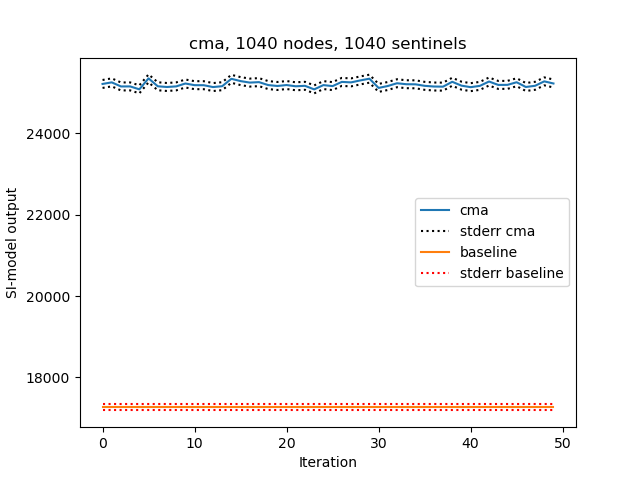 cma, 1040 nodes, 1040 sentinels
SI-model output
24000
22000
20000
18000
cma
stderr cma
baseline
stderr baseline
0 10 20 30 40 50
Iteration